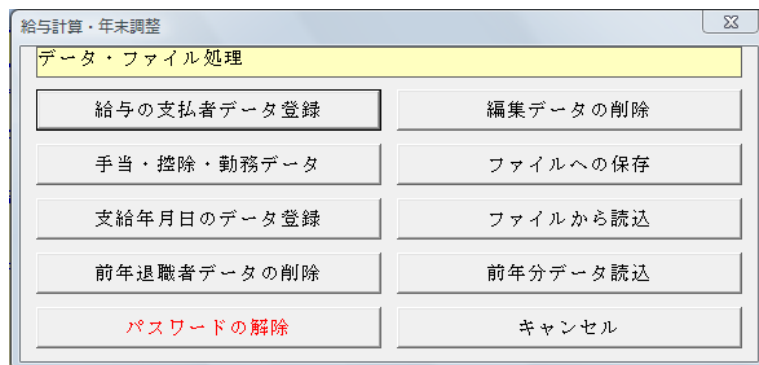 給与計算・年末調整
データ・ファイル処理
給与の支払者データ登録
編集データの削除
手当・控除・勤務データ
ファイルへの保存
支給年月日のデータ登録
ファイルから読込
前年退職者データの削除
前年分データ読込
パスワードの解除
キャンセル